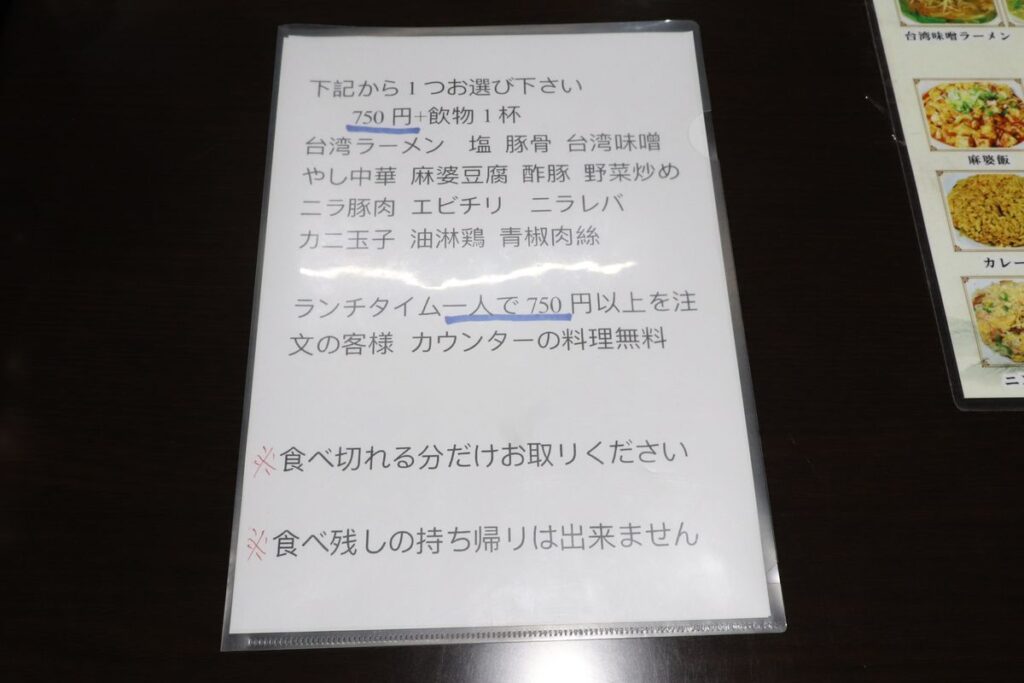 下記から1つお選び下さい
750円+飲物1杯
台湾ラーメン 塩 豚骨 台湾味噌
やし中華 麻婆豆腐 酢豚 野菜炒め
ニラ豚肉 エビチリ ニラレバ
カニ玉子 油淋鶏 青椒肉絲
ランチタイム一人で750円以上を注
文の客様 カウンターの料理無料
※食べ切れる分だけお取りください
※食べ残しの持ち帰りは出来ません
台湾味噌ラーメン
麻婆飯
カレー
ニ